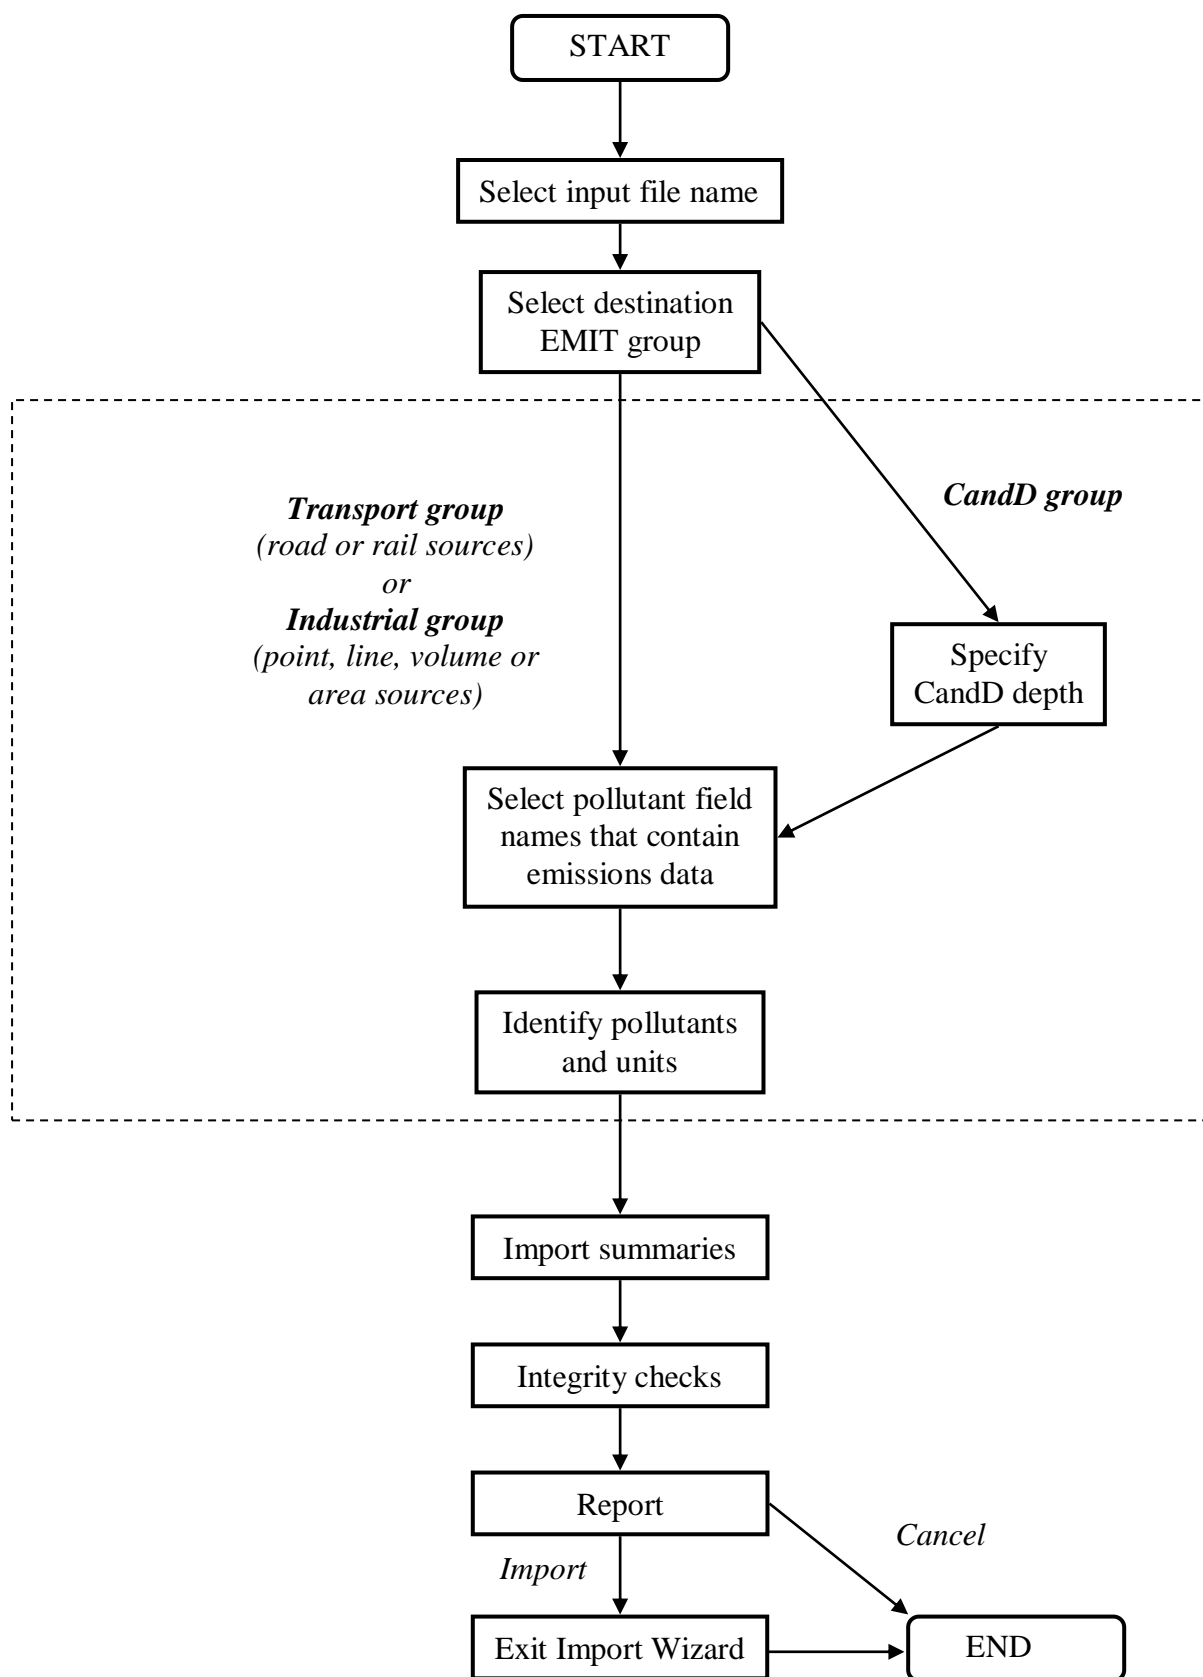 START
Select input file name
Select destination
EMIT group
Transport group
(road or rail sources)
or
Industrial group
(point, line, volume or
area sources)
CandD group
Specify
CandD depth
Select pollutant field
names that contain
emissions data
Identify pollutants
and units
Import summaries
Integrity checks
Report
Cancel
Import
Exit Import Wizard
END